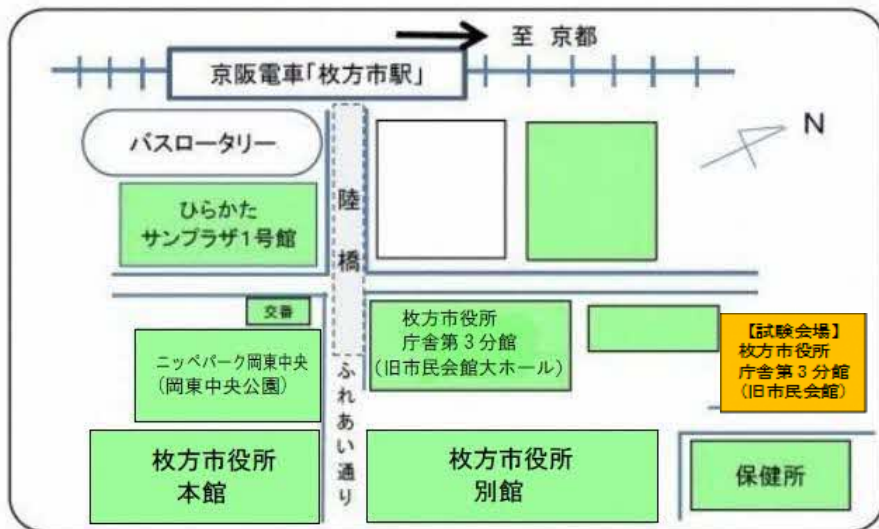 至 京都
京阪電車「枚方市駅」
N
バスロータリー
陸橋
ひらかた
サンプラザ1号館
交番
枚方市役所
庁舎第3分館
(旧市民会館大ホール)
【試験会場】
枚方市役所
庁舎第3分館
(旧市民会館)
ニッペパーク岡東中央
(岡東中央公園)
ふれあい通り
枚方市役所
本館
枚方市役所
別館
保健所